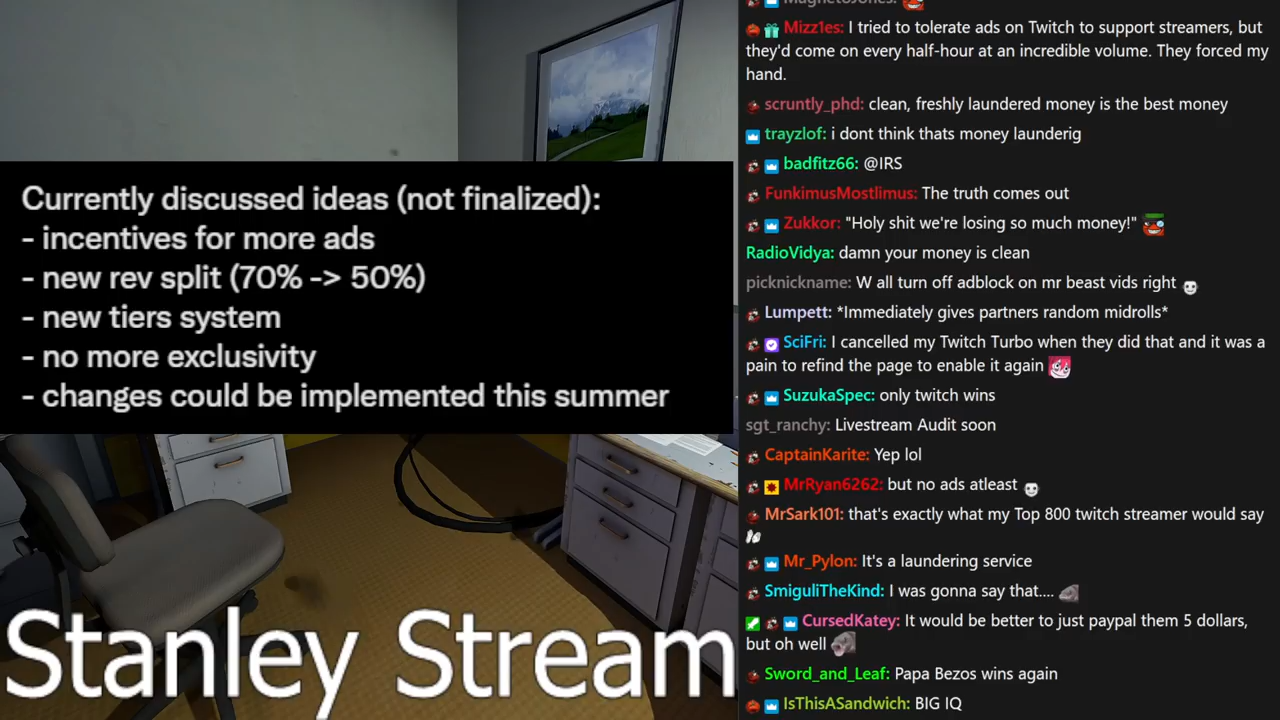 Currently discussed ideas (not finalized):
- incentives for more ads
- new rev split (70% -> 50%)
- new tiers system
- no more exclusivity
- changes could be implemented this summer
Stanley Stream
MagnetoJones:
Mizz1es: I tried to tolerate ads on Twitch to support streamers, but
they'd come on every half-hour at an incredible volume. They forced my
hand.
scruntly_phd: clean, freshly laundered money is the best money
trayzlof: i dont think thats money launderig
badfitz66: @IRS
FunkimusMostlimus: The truth comes out
Zukkor: "Holy shit we're losing so much money!"
RadioVidya: damn your money is clean
picknickname: W all turn off adblock on mr beast vids right
Lumpett: *Immediately gives partners random midrolls*
SciFri: I cancelled my Twitch Turbo when they did that and it was a
pain to refind the page to enable it again
SuzukaSpec: only twitch wins
sgt_ranchy: Livestream Audit soon
CaptainKarite: Yep lol
MrRyan6262: but no ads atleast
MrSark101: that's exactly what my Top 800 twitch streamer would say
Mr_Pylon: It's a laundering service
SmiguliTheKind: I was gonna say that....
CursedKatey: It would be better to just paypal them 5 dollars,
but oh well
Sword_and_Leaf: Papa Bezos wins again
IsThisASandwich: BIG IQ